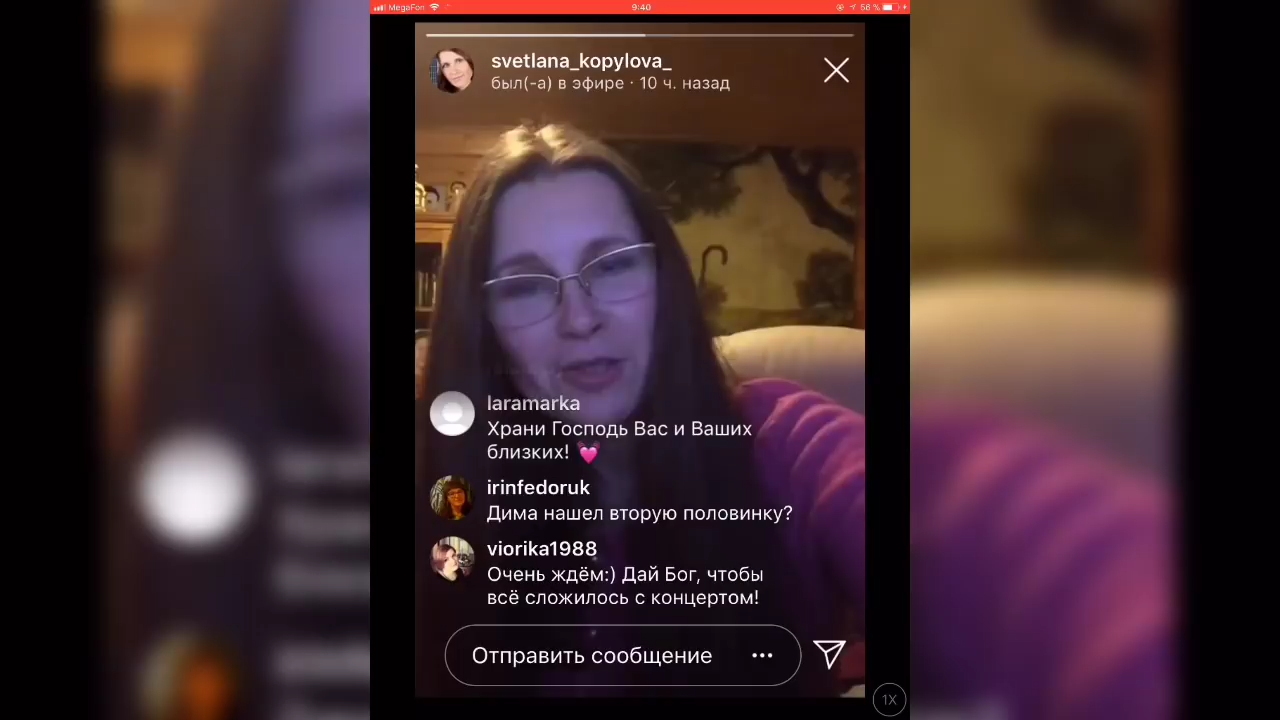 MegaFon
9:40
56 %
svetlana_kopylova_
был(-а) в эфире · 10 ч. назад
laramarka
Храни Господь Вас и Ваших
близких! 💓
irinfedoruk
Дима нашел вторую половинку?
viorika1988
Очень ждём:) Дай Бог, чтобы
всё сложилось с концертом!
Отправить сообщение
1X